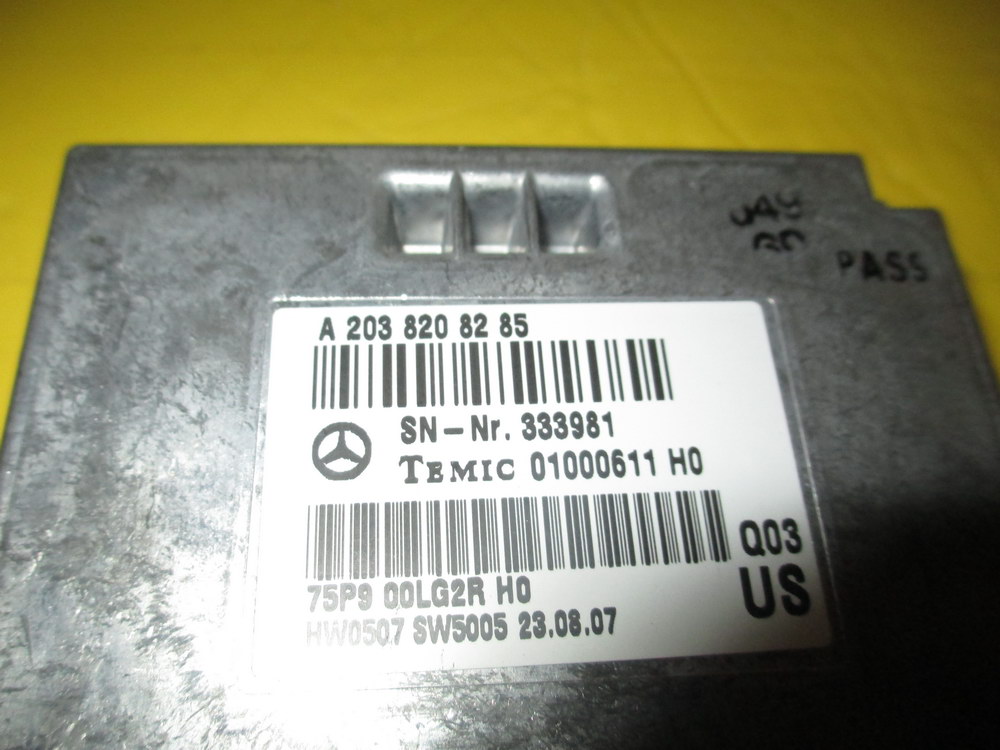 PASS
A 203 820 82 85
SN-Nr. 333981
TEMIC 01000611 H0
Q03
75P9 00LG2R H0
US
HW0507 SW5005 23.08.07